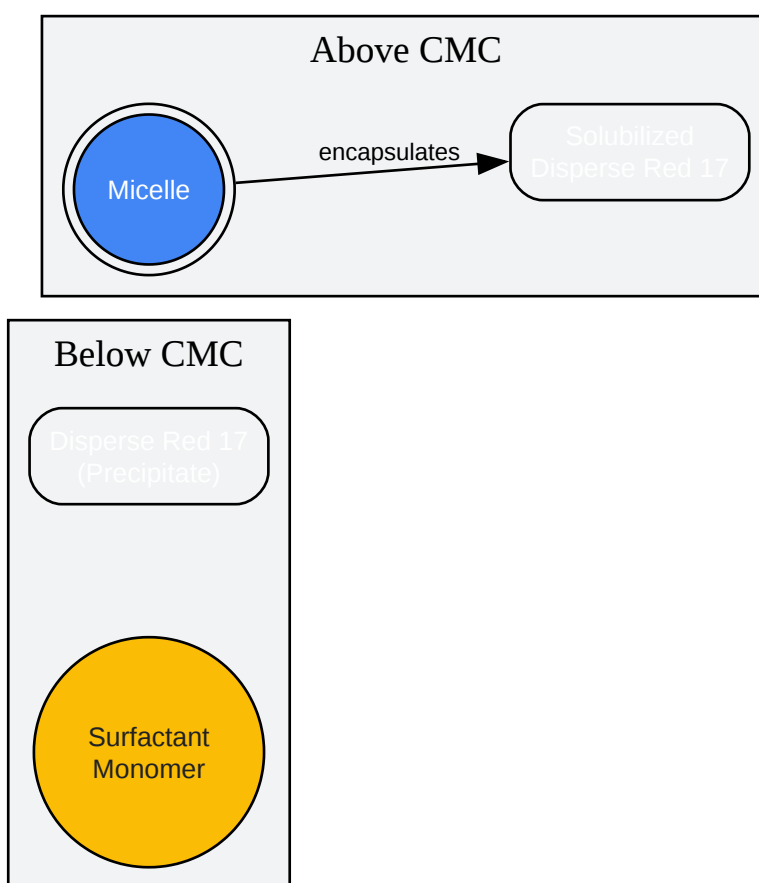 Above CMC
Micelle
encapsulates
Solubilized
Disperse Red 17
Below CMC
Disperse Red 17
(Precipitate)
Surfactant
Monomer